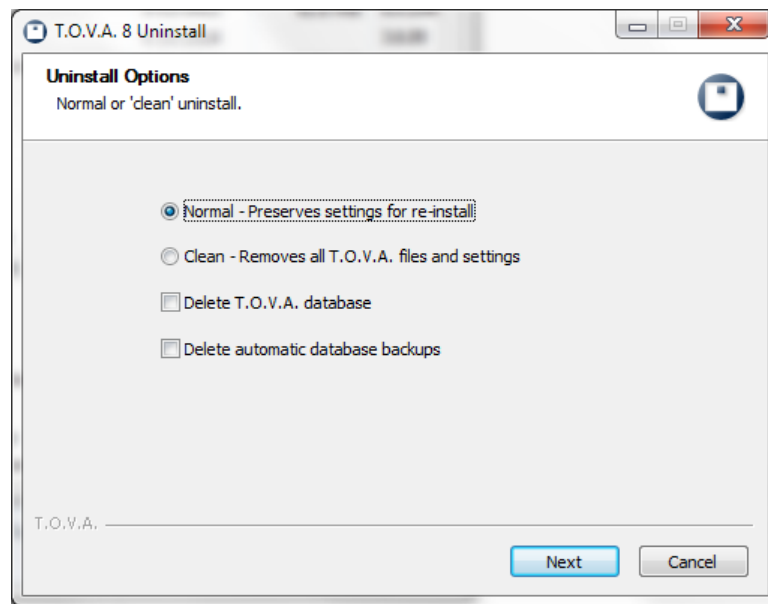 T.O.V.A. 8 Uninstall
Uninstall Options
Normal or 'clean' uninstall.
Normal - Preserves settings for re-install
Clean - Removes all T.O.V.A. files and settings
Delete T.O.V.A. database
Delete automatic database backups
T.O.V.A.
Next
Cancel